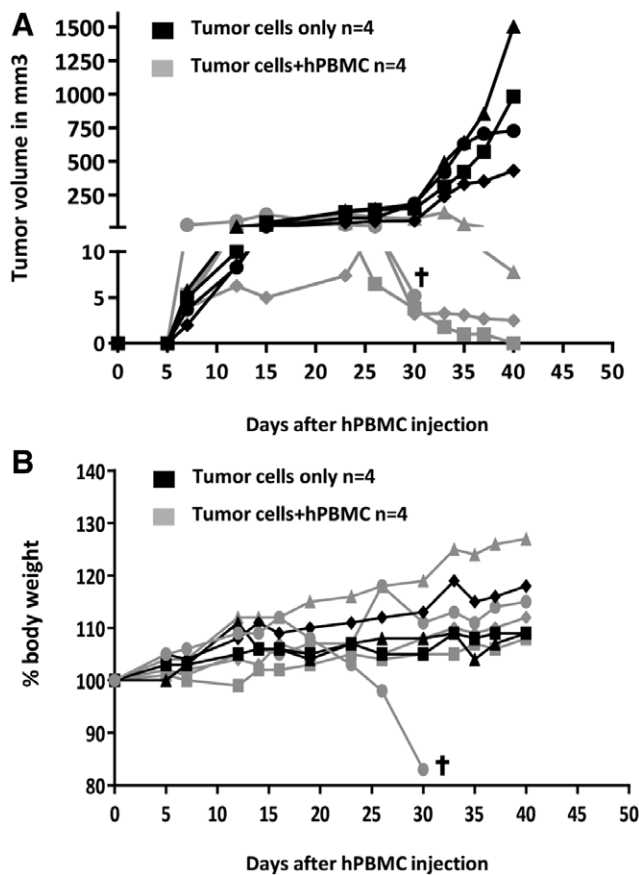 A
Tumor cells only n=4
Tumor cells+hPBMC n=4
Tumor volume in mm3
1500
1250
1000
750
500
250
10
5
0
†
0 5 10 15 20 25 30 35 40 45 50
Days after hPBMC injection
B
Tumor cells only n=4
Tumor cells+hPBMC n=4
% body weight
140
130
120
110
100
90
80
†
0 5 10 15 20 25 30 35 40 45 50
Days after hPBMC injection